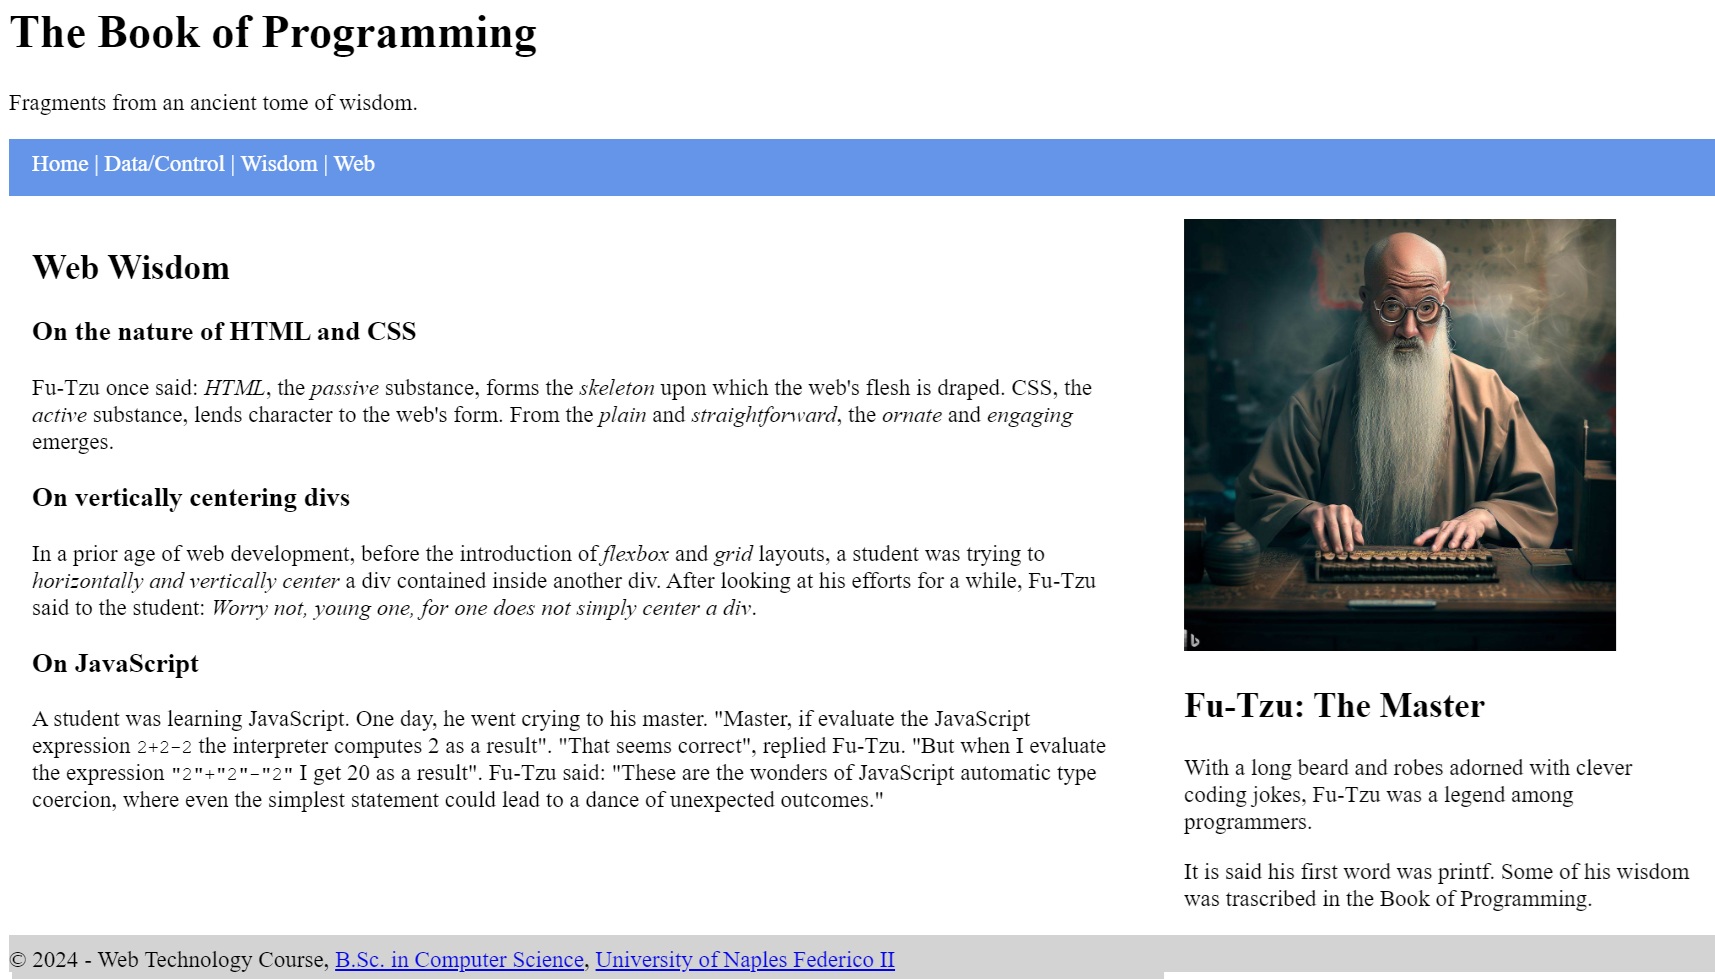 The Book of Programming
Fragments from an ancient tome of wisdom.
Home | Data/Control | Wisdom | Web
Web Wisdom
On the nature of HTML and CSS
Fu-Tzu once said: HTML, the passive substance, forms the skeleton upon which the web's flesh is draped. CSS, the
active substance, lends character to the web's form. From the plain and straightforward, the ornate and engaging
emerges.
On vertically centering divs
In a prior age of web development, before the introduction of flexbox and grid layouts, a student was trying to
horizontally and vertically center a div contained inside another div. After looking at his efforts for a while, Fu-Tzu
said to the student: Worry not, young one, for one does not simply center a div.
On JavaScript
A student was learning JavaScript. One day, he went crying to his master. "Master, if evaluate the JavaScript
expression 2+2-2 the interpreter computes 2 as a result". "That seems correct", replied Fu-Tzu. "But when I evaluate
the expression "2"+"2"-"2" I get 20 as a result". Fu-Tzu said: "These are the wonders of JavaScript automatic type
coercion, where even the simplest statement could lead to a dance of unexpected outcomes."
b
Fu-Tzu: The Master
With a long beard and robes adorned with clever
coding jokes, Fu-Tzu was a legend among
programmers.
It is said his first word was printf. Some of his wisdom
was trascribed in the Book of Programming.
© 2024 - Web Technology Course, B.Sc. in Computer Science, University of Naples Federico II